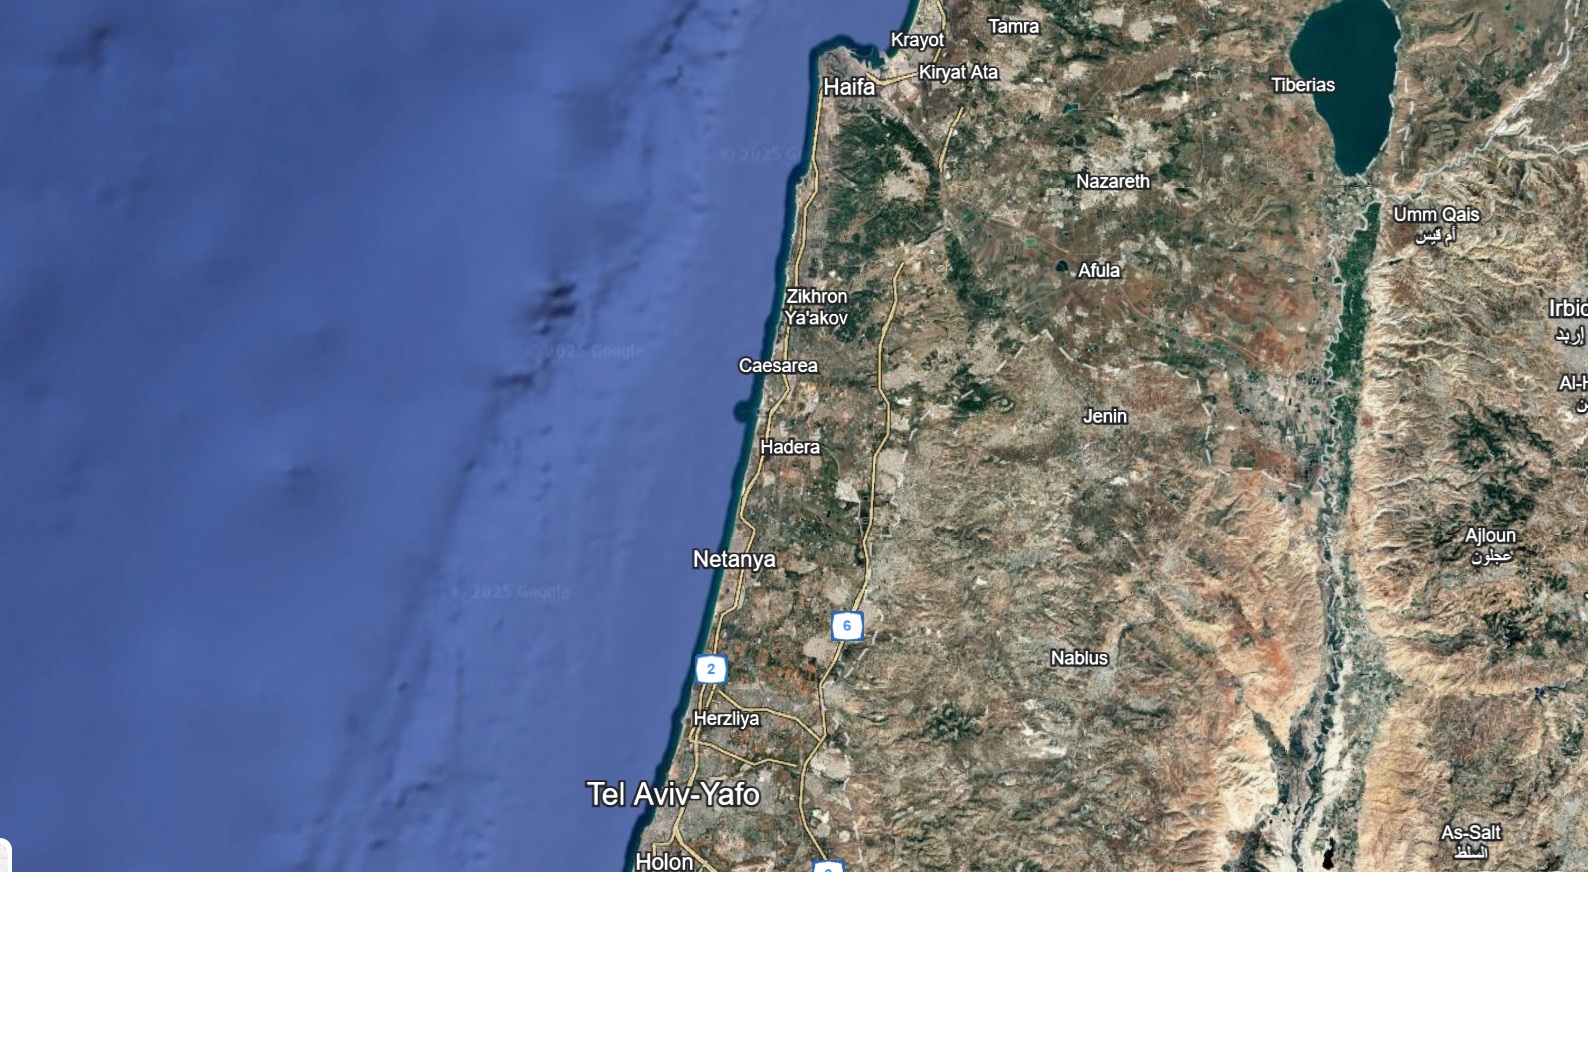 Tamra
Krayot
Kiryat Ata
Haifa
Tiberias
© 2025 G
Nazareth
Umm Qais
أم قيس
Afula
Zikhron
Ya'akov
Irbid
إربد
© 2025 Google
Caesarea
Al-H
Jenin
Hadera
Ajloun
عجلون
Netanya
© 2025 Google
6
Nablus
2
Herzliya
Tel Aviv-Yafo
As-Salt
السلط
Holon